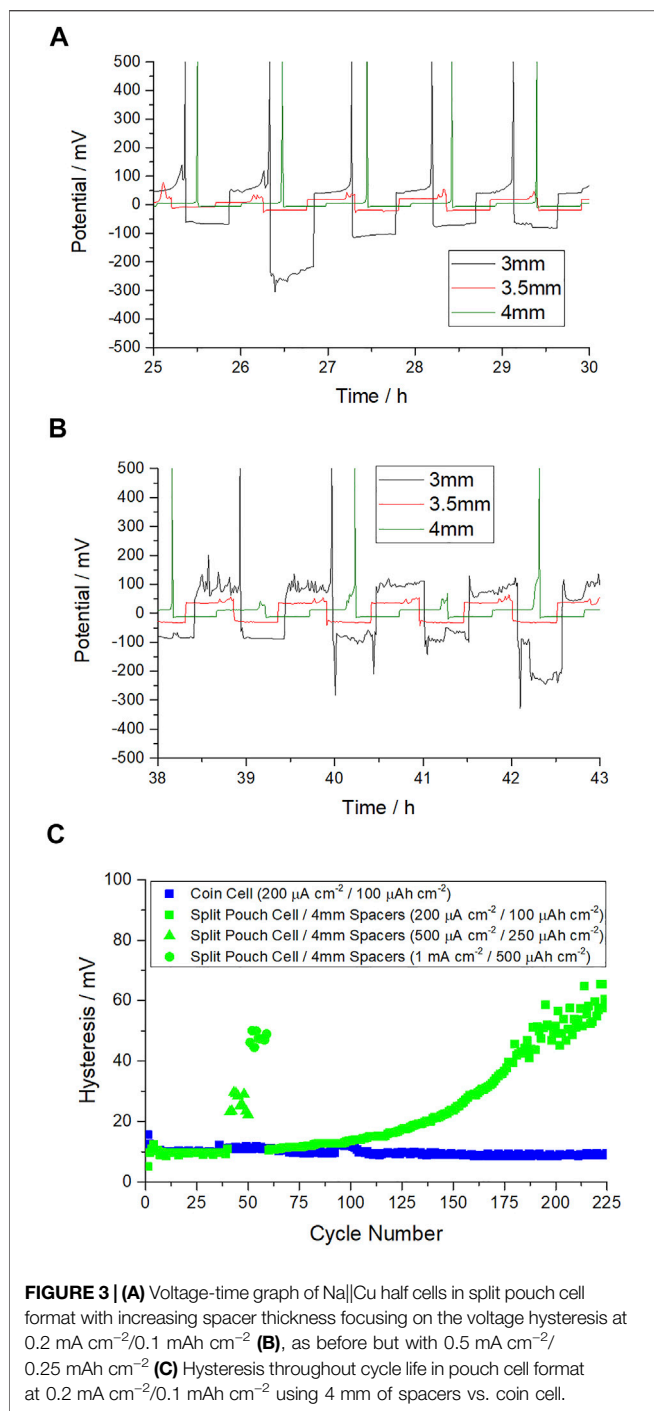 A
500
400
300
200
100
0
-100
-200
-300
-400
-500
Potential / mV
3mm
3.5mm
4mm
25 26 27 28 29 30
Time / h
B
500
400
300
200
100
0
-100
-200
-300
-400
-500
Potential / mV
3mm
3.5mm
4mm
38 39 40 41 42 43
Time / h
C
100
80
60
40
20
0
Hysteresis / mV
Coin Cell (200 µA cm⁻² / 100 µAh cm⁻²)
Split Pouch Cell / 4mm Spacers (200 µA cm⁻² / 100 µAh cm⁻²)
Split Pouch Cell / 4mm Spacers (500 µA cm⁻² / 250 µAh cm⁻²)
Split Pouch Cell / 4mm Spacers (1 mA cm⁻² / 500 µAh cm⁻²)
0 25 50 75 100 125 150 175 200 225
Cycle Number
FIGURE 3 | (A) Voltage-time graph of Na||Cu half cells in split pouch cell
format with increasing spacer thickness focusing on the voltage hysteresis at
0.2 mA cm⁻²/0.1 mAh cm⁻² (B), as before but with 0.5 mA cm⁻²/
0.25 mAh cm⁻² (C) Hysteresis throughout cycle life in pouch cell format
at 0.2 mA cm⁻²/0.1 mAh cm⁻² using 4 mm of spacers vs. coin cell.